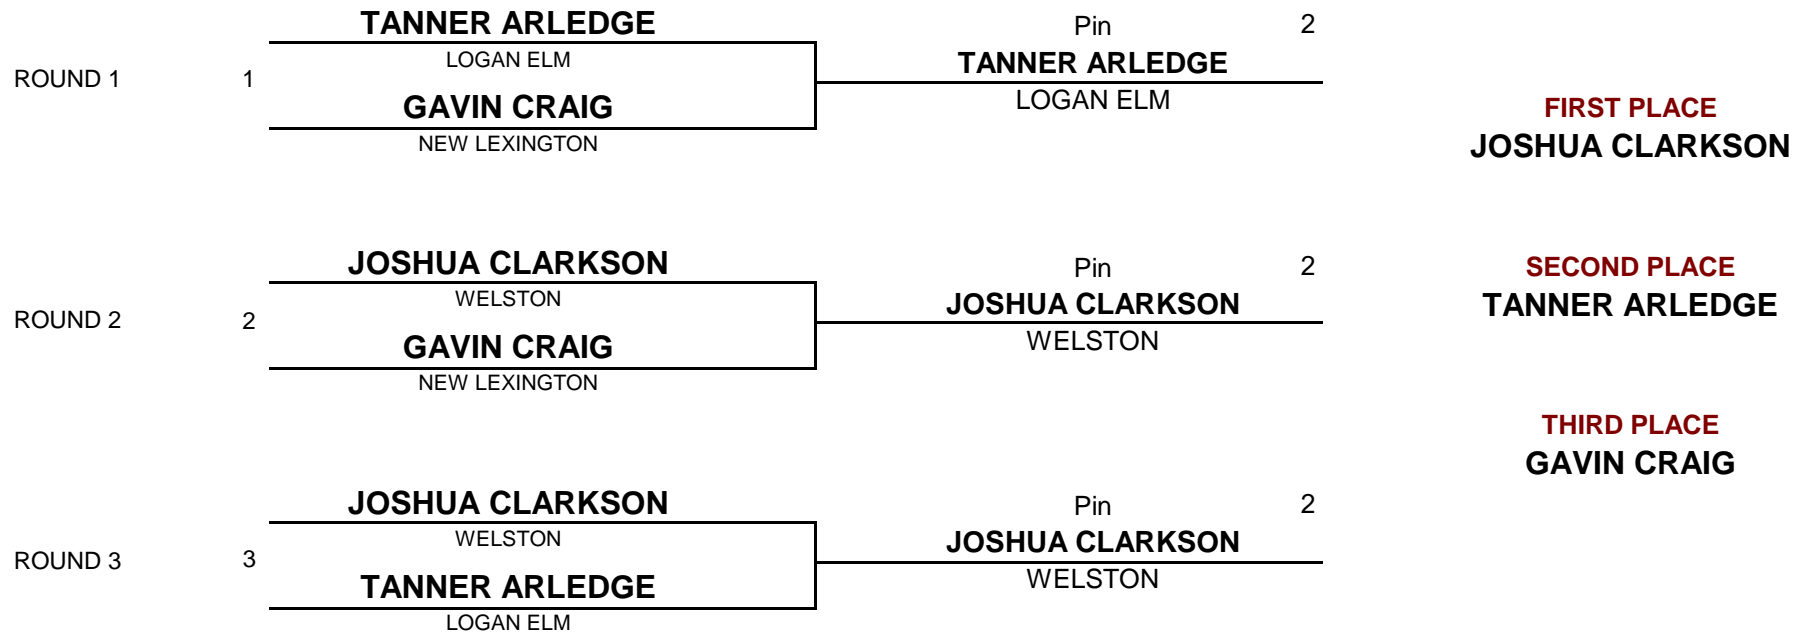 TANNER ARLEDGE
LOGAN ELM
ROUND 1
1
GAVIN CRAIG
NEW LEXINGTON
Pin
2
TANNER ARLEDGE
LOGAN ELM
JOSHUA CLARKSON
WELSTON
ROUND 2
2
GAVIN CRAIG
NEW LEXINGTON
Pin
2
JOSHUA CLARKSON
WELSTON
JOSHUA CLARKSON
WELSTON
ROUND 3
3
TANNER ARLEDGE
LOGAN ELM
Pin
2
JOSHUA CLARKSON
WELSTON
FIRST PLACE
JOSHUA CLARKSON
SECOND PLACE
TANNER ARLEDGE
THIRD PLACE
GAVIN CRAIG